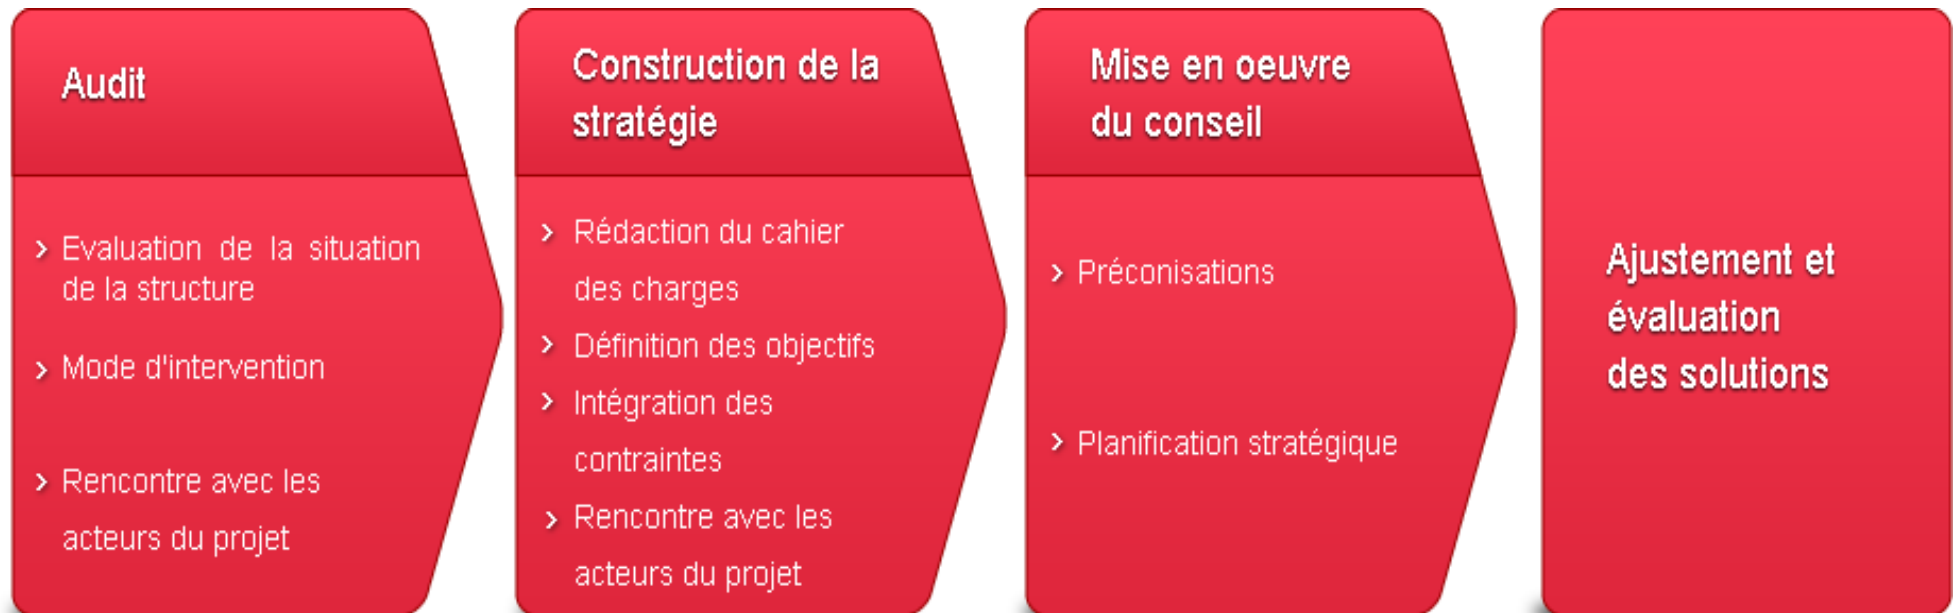 Audit
Evaluation de la situation
de la structure
Mode d'intervention
Rencontre avec les
acteurs du projet
Construction de la
stratégie
Rédaction du cahier
des charges
Définition des objectifs
Intégration des
contraintes
Rencontre avec les
acteurs du projet
Mise en oeuvre
du conseil
Préconisations
Planification stratégique
Ajustement et
évaluation
des solutions